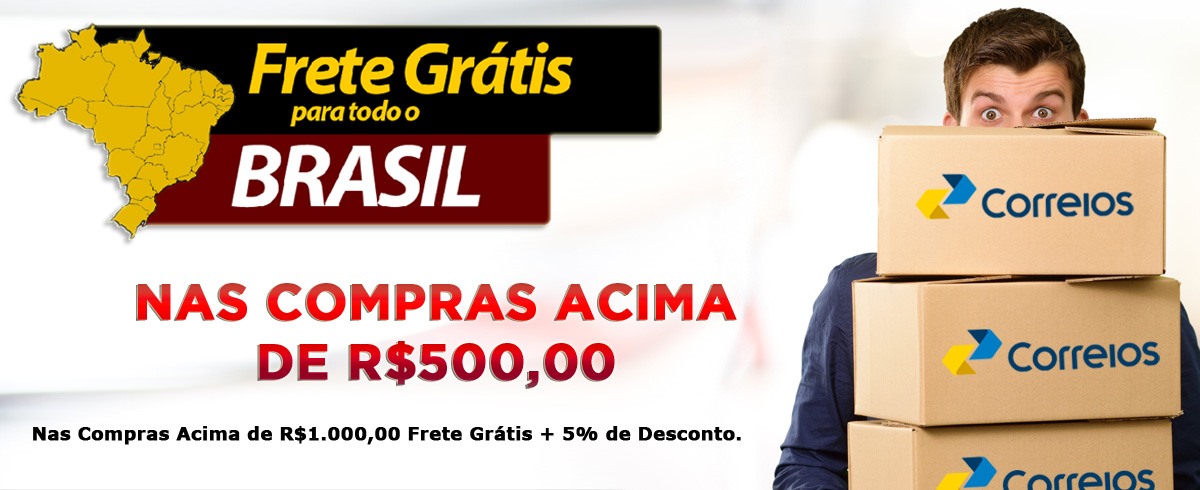 Frete Grátis
para todo o
BRASIL
NAS COMPRAS ACIMA
DE R$500,00
Nas Compras Acima de R$1.000,00 Frete Grátis + 5% de Desconto.
Correios
Correios
Correios